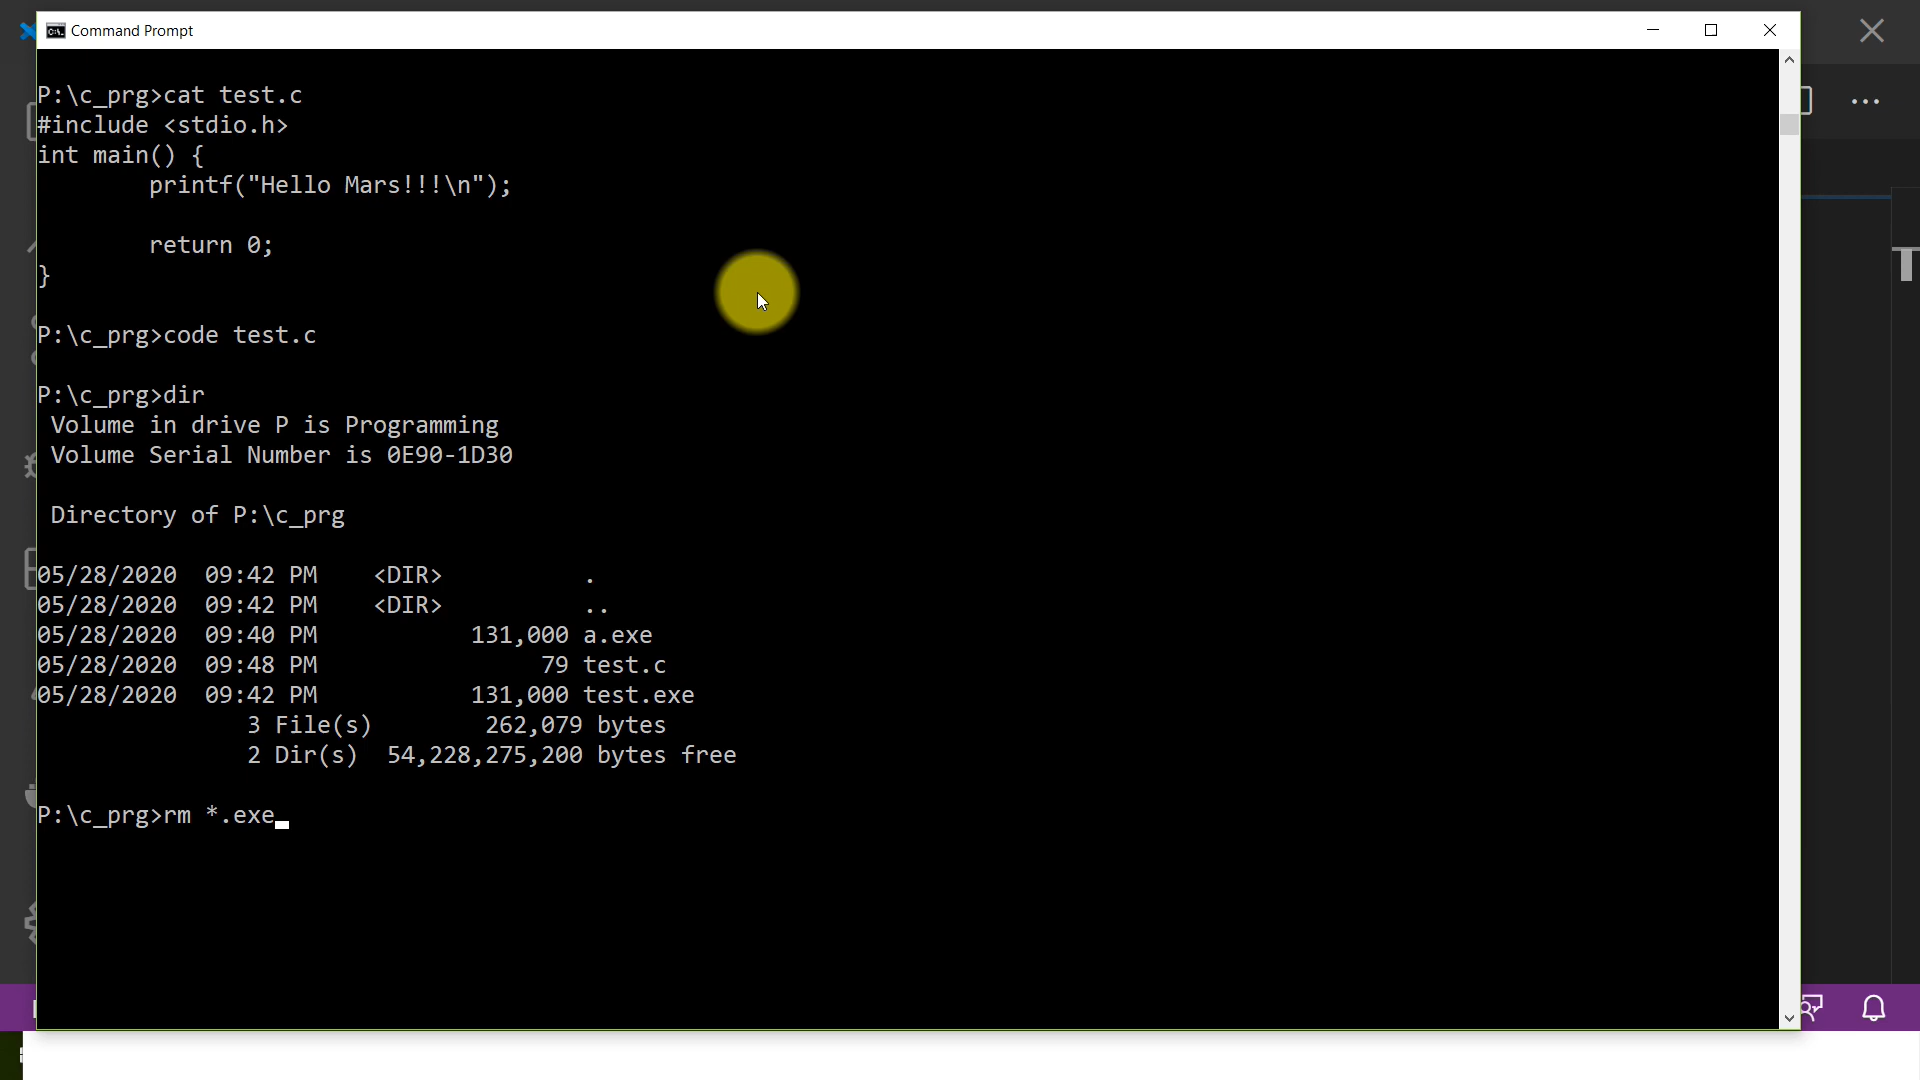 Command Prompt
P:\c_prg>cat test.c
#include <stdio.h>
int main() {
        printf("Hello Mars!!!\n");

        return 0;
}

P:\c_prg>code test.c

P:\c_prg>dir
 Volume in drive P is Programming
 Volume Serial Number is 0E90-1D30

 Directory of P:\c_prg

05/28/2020  09:42 PM    <DIR>          .
05/28/2020  09:42 PM    <DIR>          ..
05/28/2020  09:40 PM           131,000 a.exe
05/28/2020  09:48 PM                79 test.c
05/28/2020  09:42 PM           131,000 test.exe
               3 File(s)        262,079 bytes
               2 Dir(s)  54,228,275,200 bytes free

P:\c_prg>rm *.exe